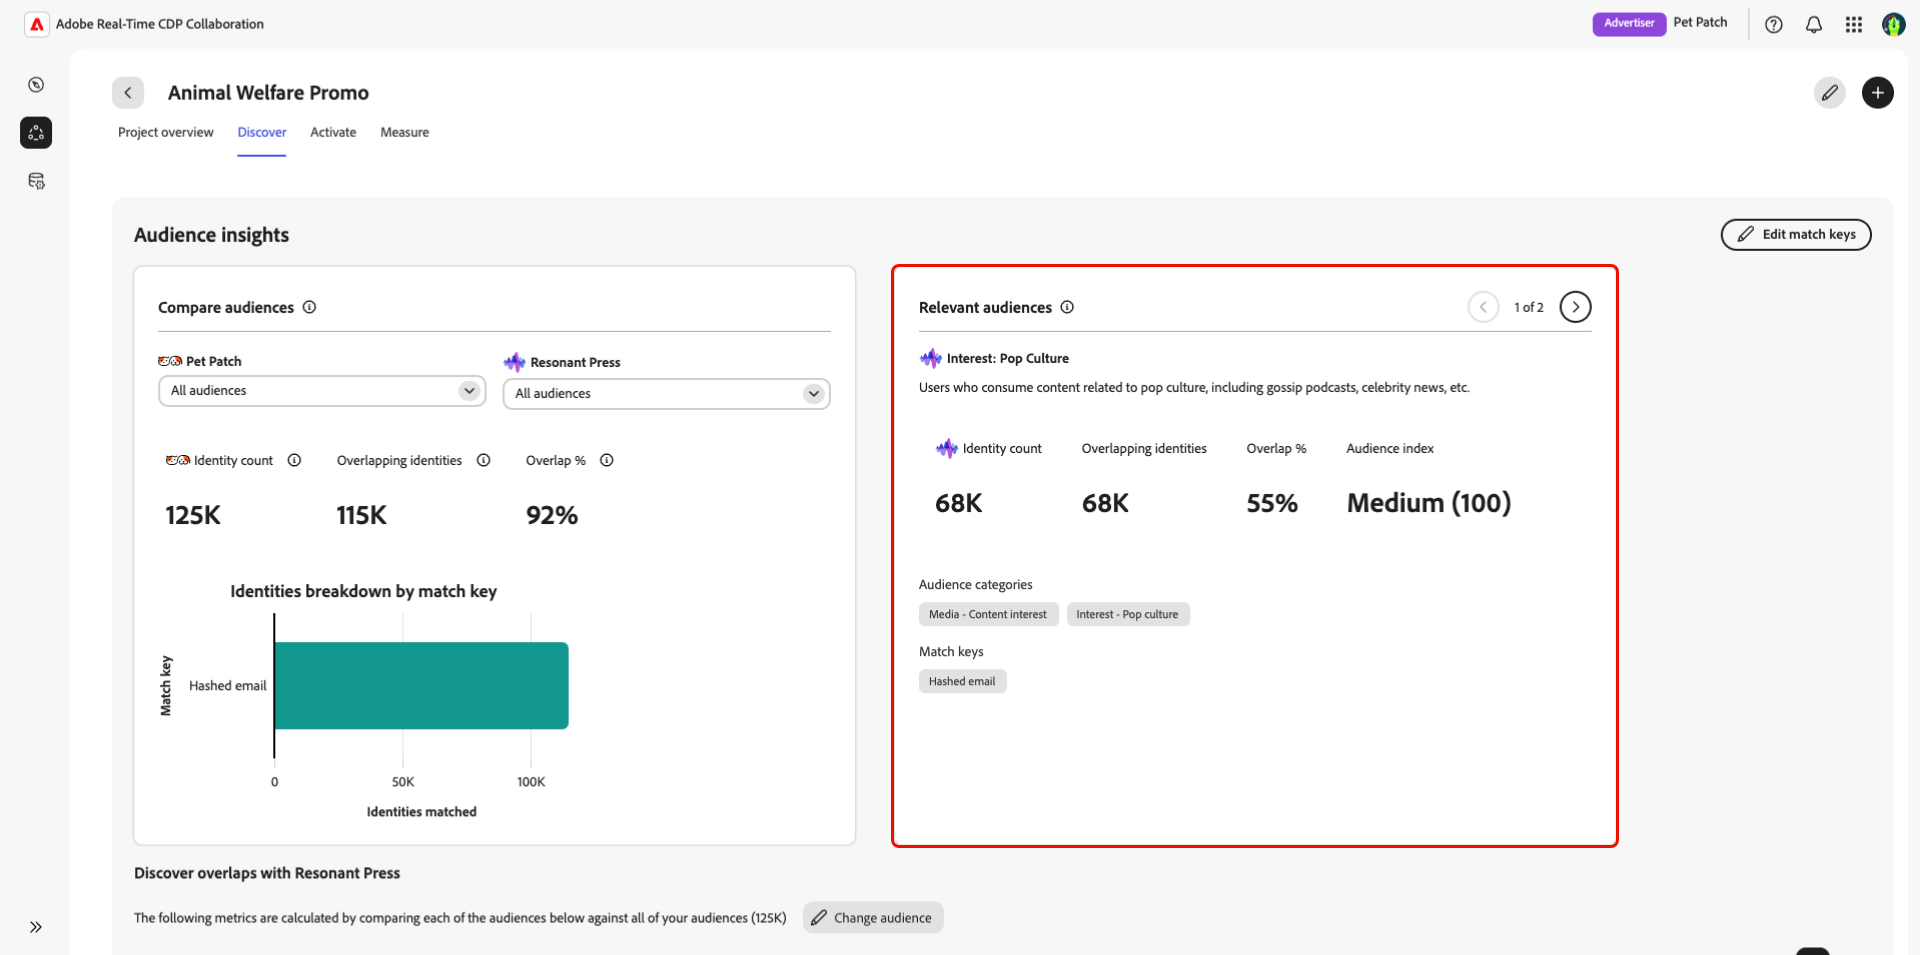 Adobe Real-Time CDP Collaboration
Advertiser Pet Patch
Animal Welfare Promo
Project overview Discover Activate Measure
Audience insights
Edit match keys
Compare audiences
Pet Patch
All audiences
Resonant Press
All audiences
Identity count Overlapping identities Overlap %
125K 115K 92%
Identities breakdown by match key
Match key
Hashed email
0 50K 100K
Identities matched
Relevant audiences
1 of 2
Interest: Pop Culture
Users who consume content related to pop culture, including gossip podcasts, celebrity news, etc.
Identity count Overlapping identities Overlap % Audience index
68K 68K 55% Medium (100)
Audience categories
Media - Content interest Interest - Pop culture
Match keys
Hashed email
Discover overlaps with Resonant Press
The following metrics are calculated by comparing each of the audiences below against all of your audiences (125K)
Change audience